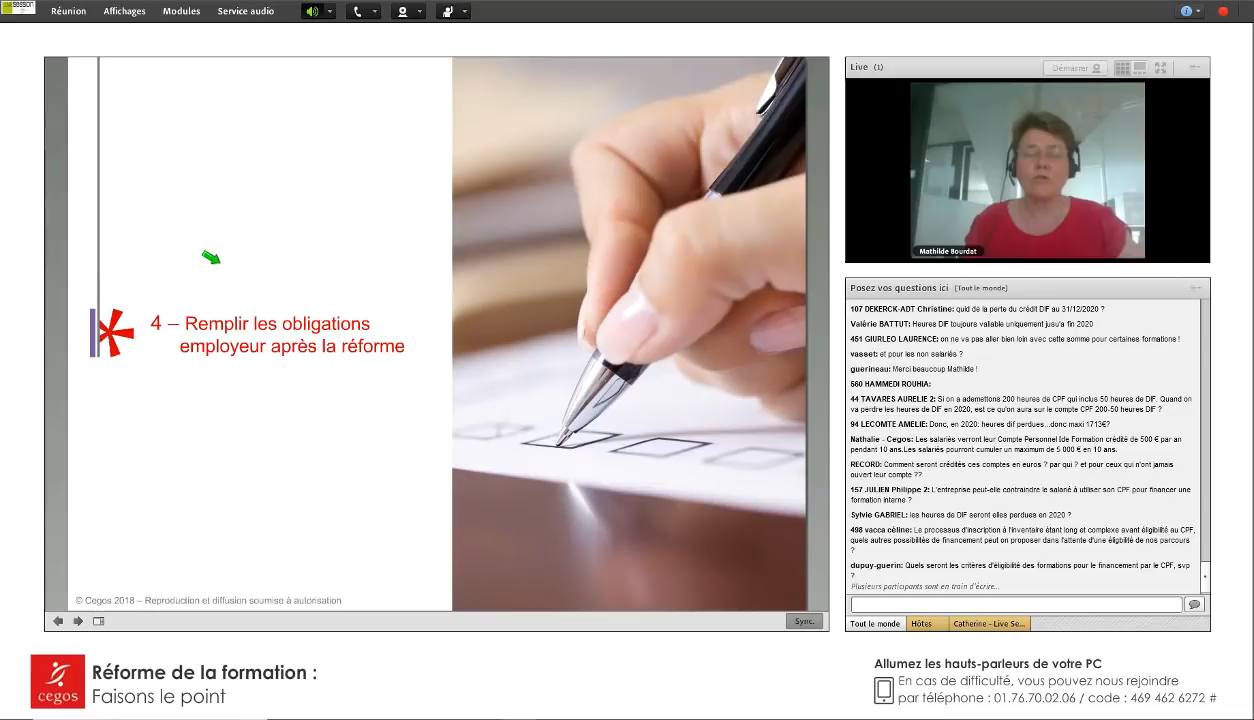 Réunion Affichages Modules Service audio
4 – Remplir les obligations
employeur après la réforme
© Cegos 2018 – Reproduction et diffusion soumise à autorisation
Sync.
Live (1)
Démarrer
Mathilde Bourdat
Posez vos questions ici (Tout le monde)
107 DEKERCK-ADT Christine: quid de la perte du crédit DF au 31/12/2020 ?
Valérie BATTUT: Heures DIF toujours valiable uniquement jusu'a fin 2020
451 GIURLEO LAURENCE: on ne va pas aller bien loin avec cette somme pour certaines formations !
vasset: et pour les non salariés ?
guerineau: Merci beaucoup Mathilde !
560 HAMMEDI ROUHIA:
44 TAVARES AURELIE 2: Si on a ademettons 200 heures de CPF qui inclus 50 heures de DIF. Quand on
va perdre les heures de DIF en 2020, est ce qu'on aura sur le compte CPF 200-50 heures DIF ?
94 LECOMTE AMELIE: Donc, en 2020: heures dif perdues...donc maxi 1713€?
Nathalie - Cegos: Les salariés verront leur Compte Personnel lde Formation crédité de 500 € par an
pendant 10 ans.Les salariés pourront cumuler un maximum de 5 000 € en 10 ans.
RECORD: Comment seront crédités ces comptes en euros ? par qui ? et pour ceux qui n'ont jamais
ouvert leur compte ??
157 JULIEN Philippe 2: L'entreprise peut-elle contraindre le salarié à utiliser son CPF pour financer une
formation interne ?
Sylvie GABRIEL: les heures de DIF seront elles perdues en 2020 ?
498 vacca cèline: Le processus d'inscription à l'inventaire étant long et complexe avant éligibilité au CPF,
quels autres possibilités de financement peut on proposer dans l'attente d'une éligbilité de nos parcours
?
dupuy-guerin: Quels seront les critères d'éligibilité des formations pour le financement par le CPF, svp
?
Plusieurs participants sont en train d'écrire...
Tout le monde Hôtes Catherine - Live Se...
cegos
Réforme de la formation :
Faisons le point
Allumez les hauts-parleurs de votre PC
En cas de difficulté, vous pouvez nous rejoindre
par téléphone : 01.76.70.02.06 / code : 469 462 6272 #